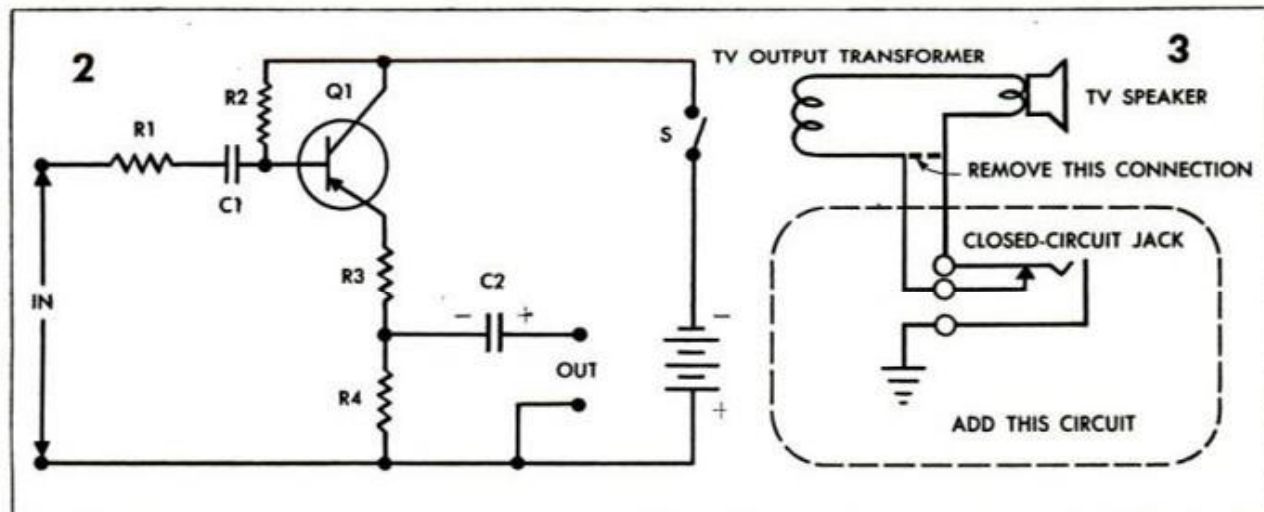 2
R1
C1
R2
Q1
R3
C2
- +
R4
IN
OUT
S
-
+
3
TV OUTPUT TRANSFORMER
TV SPEAKER
REMOVE THIS CONNECTION
CLOSED-CIRCUIT JACK
ADD THIS CIRCUIT